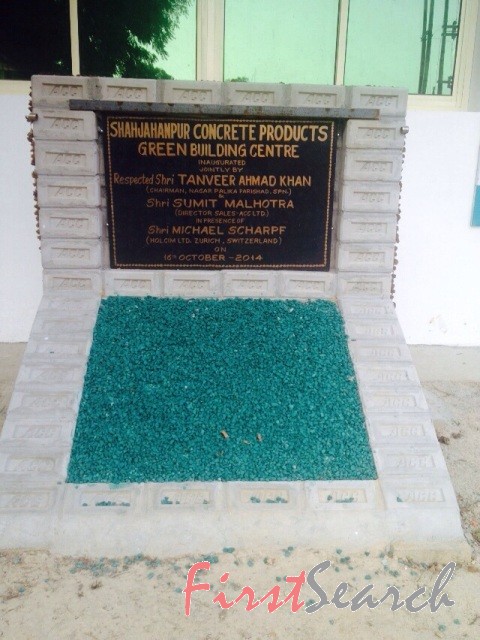 SHAHJAHANPUR CONCRETE PRODUCTS
GREEN BUILDING CENTRE
INAUGURATED
JOINTLY BY
Respected Shri TANVEER AHMAD KHAN
(CHAIRMAN, NAGAR PALIKA PARISHAD, SPN.)
&
Shri SUMIT MALHOTRA
(DIRECTOR SALES-ACC LTD.)
IN PRESENCE OF
Shri MICHAEL SCHARPF
(HOLCIM LTD. ZURICH, SWITZERLAND)
ON
16th OCTOBER - 2014
FirstSearch